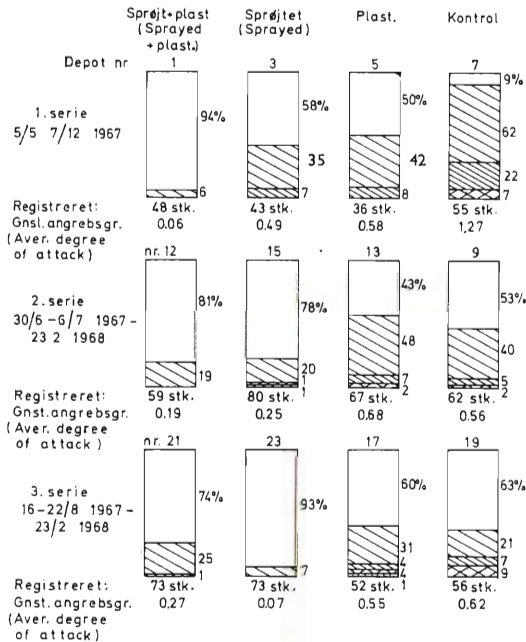 Sprøjt+plast Sprøjtet Plast. Kontrol
(Sprayed (Sprayed)
+plast.)
Depot nr 1 3 5 7
9%
94% 58% 50%
1. serie
5/5 7/12 1967
62
35 42
22
6 7 8 7
Registreret: 48 stk. 43 stk. 36 stk. 55 stk.
Gnsl. angrebsgr. 0.06 0.49 0.58 1,27
(Aver. degree
of attack)
nr. 12 15 13 9
81% 78% 43% 53%
2. serie
30/6-6/7 1967-
23 2 1968
48 40
19 20
1 7 5
1 2 2
Registreret: 59 stk. 80 stk. 67 stk. 62 stk.
Gnst. angrebsgr. 0.19 0.25 0.68 0.56
(Aver. degree
of attack)
nr. 21 23 17 19
74% 93% 60% 63%
3. serie
16-22/8 1967-
23/2 1968
25 31 21
4 7
1 7 4 9
1
Registreret: 73 stk. 73 stk. 52 stk. 56 stk.
Gnst. angrebsgr. 0.27 0.07 0.55 0.62
(Aver. degree
of attack)